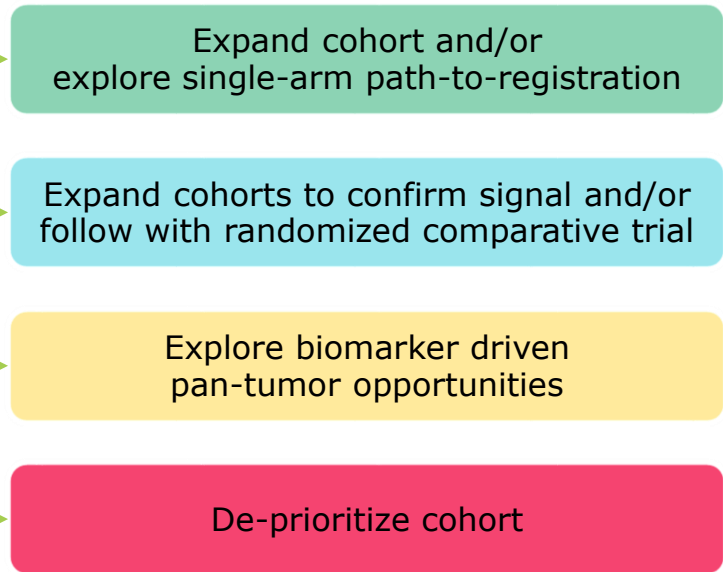 Expand cohort and/or
explore single-arm path-to-registration
Expand cohorts to confirm signal and/or
follow with randomized comparative trial
Explore biomarker driven
pan-tumor opportunities
De-prioritize cohort